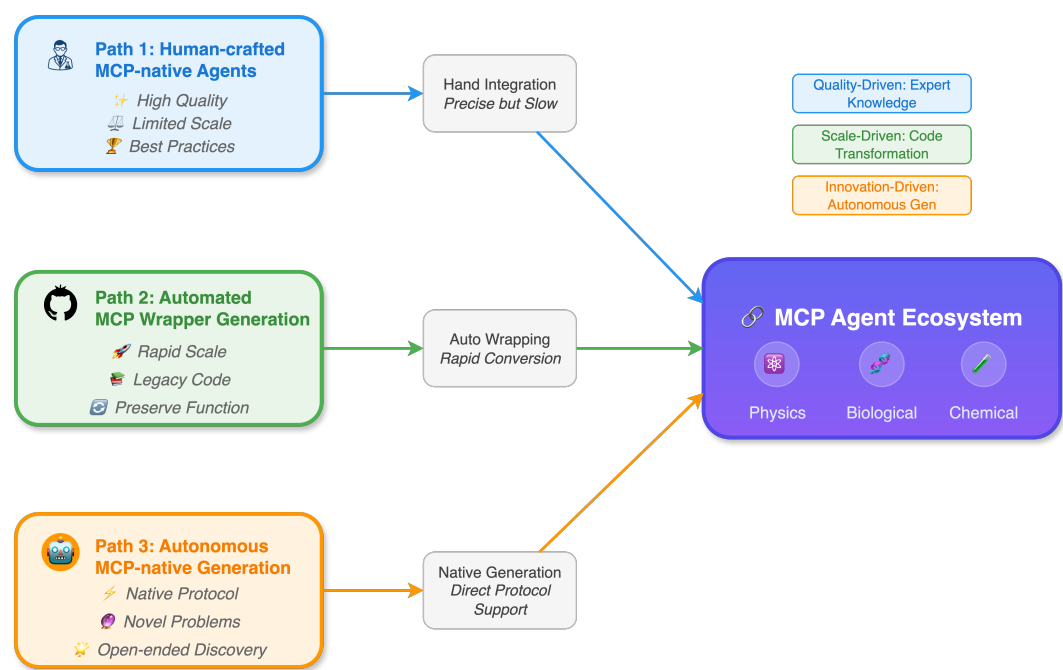 Path 1: Human-crafted
MCP-native Agents
✨ High Quality
⚖️ Limited Scale
🏆 Best Practices
Hand Integration
Precise but Slow
Quality-Driven: Expert
Knowledge
Scale-Driven: Code
Transformation
Innovation-Driven:
Autonomous Gen
Path 2: Automated
MCP Wrapper Generation
🚀 Rapid Scale
📚 Legacy Code
🔄 Preserve Function
Auto Wrapping
Rapid Conversion
🔗 MCP Agent Ecosystem
Physics
Biological
Chemical
Path 3: Autonomous
MCP-native Generation
⚡ Native Protocol
🔮 Novel Problems
🌟 Open-ended Discovery
Native Generation
Direct Protocol
Support